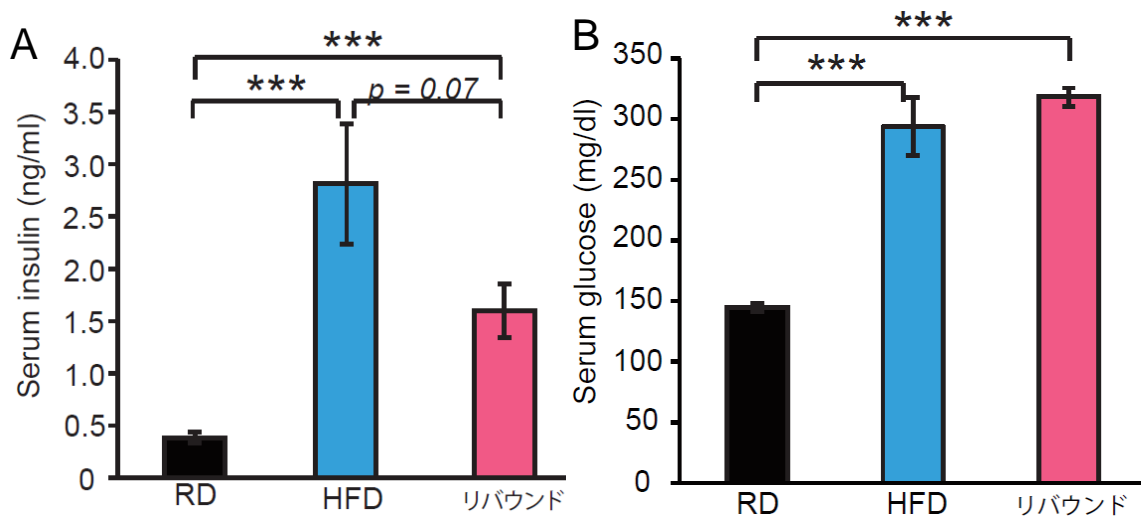 A
Serum insulin (ng/ml)
4.0
3.5
3.0
2.5
2.0
1.5
1.0
0.5
0
***
***
p = 0.07
RD
HFD
リバウンド
B
Serum glucose (mg/dl)
350
300
250
200
150
100
50
0
***
***
RD
HFD
リバウンド